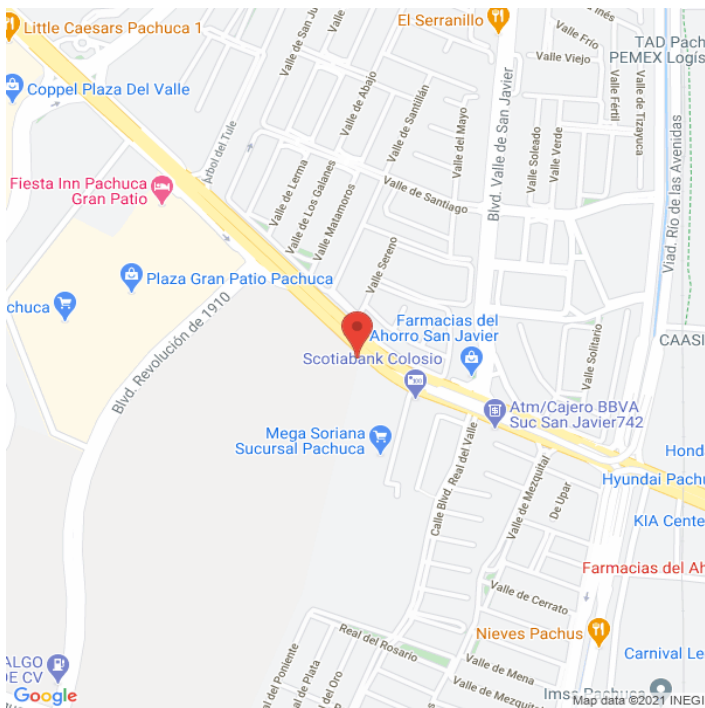 Little Caesars Pachuca 1
El Serranillo
TAD Pach
PEMEX Logís
Valle Frío
Valle Viejo
Valle Fértil
Valle de Tizayuca
Coppel Plaza Del Valle
Valle de San Ju
Valle de Abajo
Valle de Santillán
Valle del Mayo
Blvd. Valle de San Javier
Valle Soleado
Valle Verde
Viad. Río de las Avenidas
Árbol del Tule
Fiesta Inn Pachuca
Gran Patio
Valle de Lerma
Valle de Los Galanes
Valle Matamoros
Valle de Santiago
Valle Sereno
Plaza Gran Patio Pachuca
achuca
Blvd. Revolución de 1910
Farmacias del
Ahorro San Javier
Scotiabank Colosio
Valle Solitario
CAASI
Atm/Cajero BBVA
Suc San Javier742
Mega Soriana
Sucursal Pachuca
Calle Blvd. Real del Valle
Valle de Mezquital
De Upar
Honda
Hyundai Pachu
KIA Cente
Farmacias del Ah
Valle de Cerrato
Nieves Pachus
Real del Rosario
Valle de Mena
Valle de Mezqu
Carnival Le
al del Poniente
de Plata
del Oro
ALGO
DE CV
Google
Imss Pachuca
Map data ©2021 INEGI